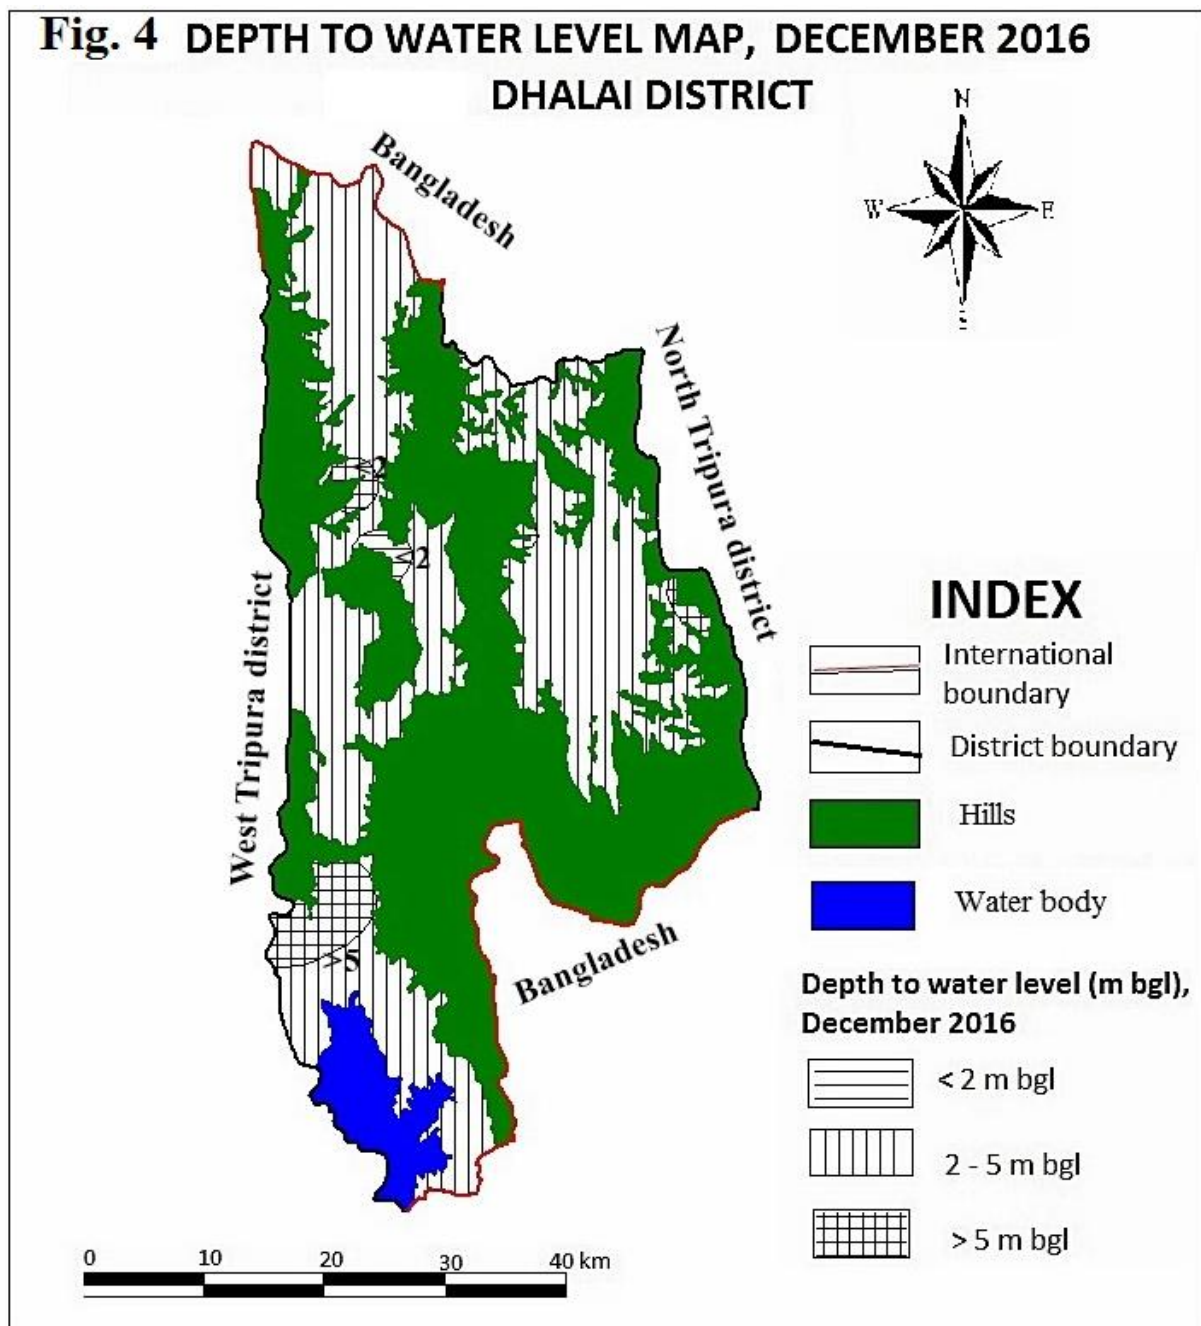 Fig. 4 DEPTH TO WATER LEVEL MAP, DECEMBER 2016
DHALAI DISTRICT
N
W E
S
Bangladesh
North Tripura district
<2
<2
West Tripura district
>5
Bangladesh
INDEX
International
boundary
District boundary
Hills
Water body
Depth to water level (m bgl),
December 2016
< 2 m bgl
2 - 5 m bgl
> 5 m bgl
0 10 20 30 40 km